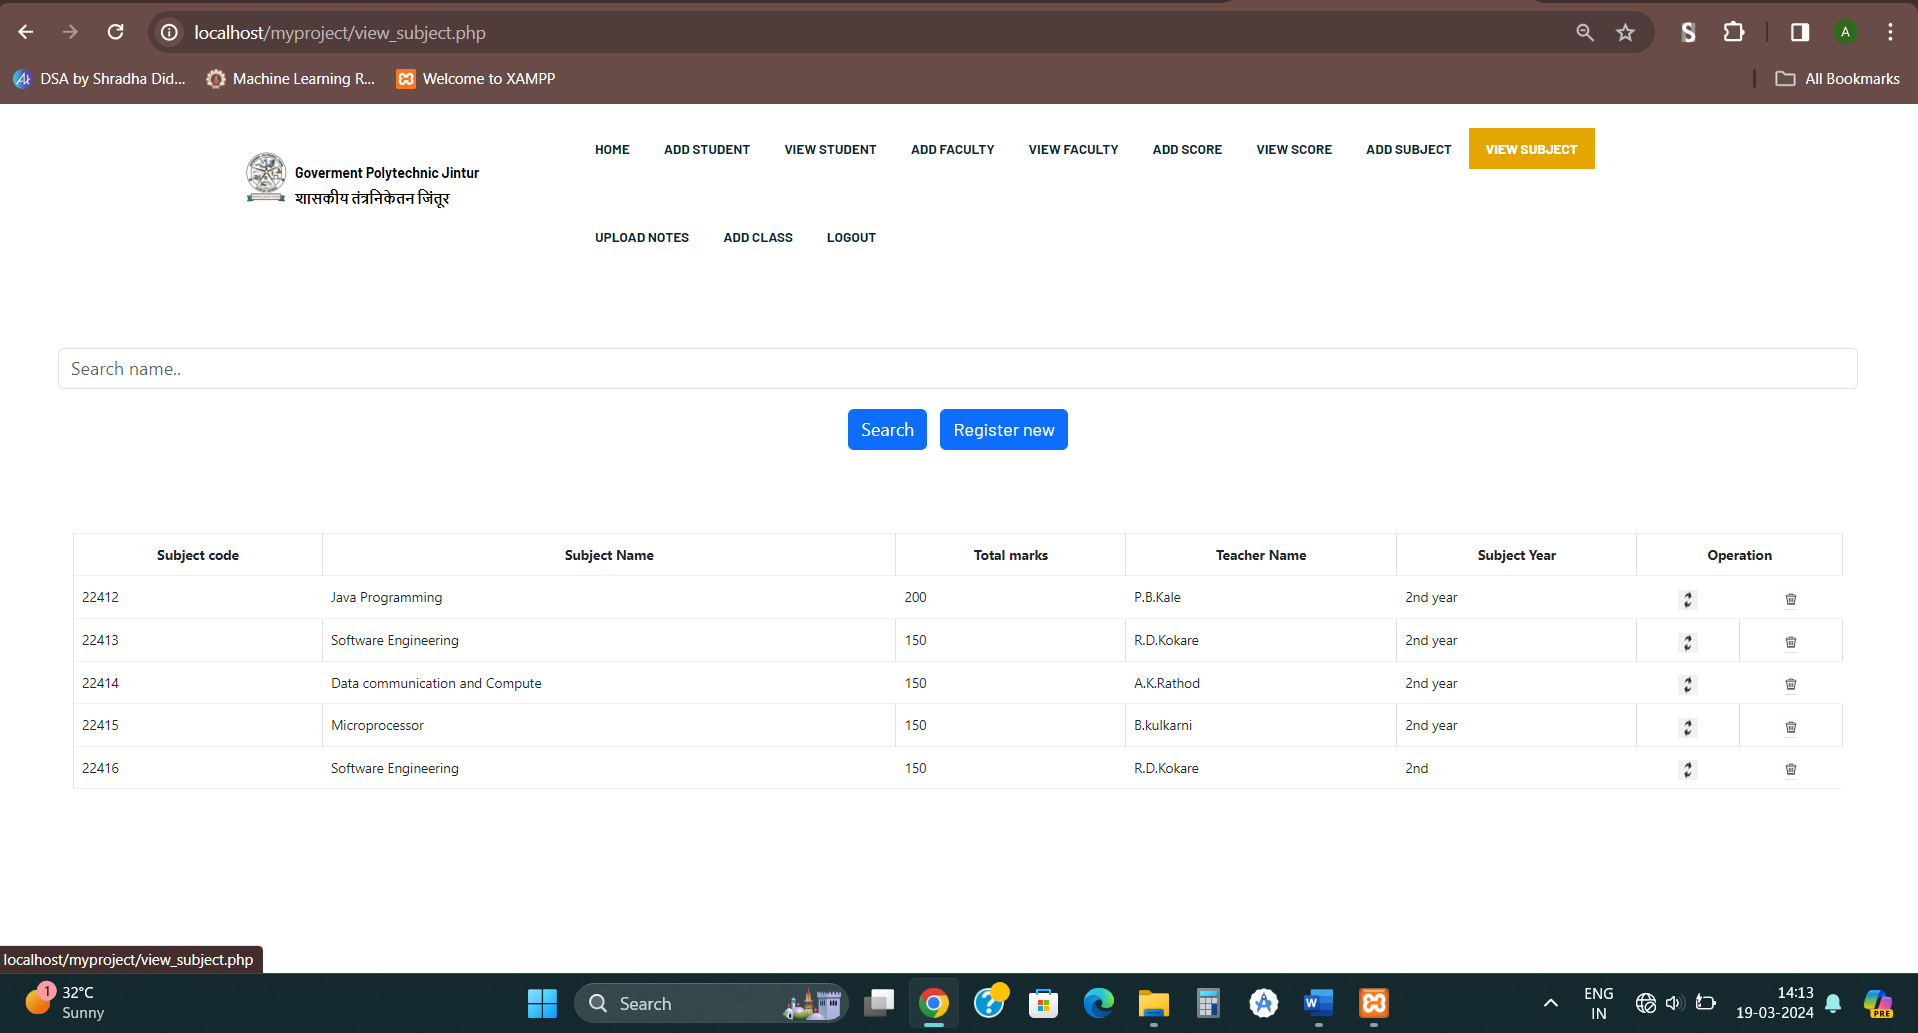 localhost/myproject/view_subject.php
A
DSA by Shradha Did...
Machine Learning R...
Welcome to XAMPP
All Bookmarks
Goverment Polytechnic Jintur
शासकीय तंत्रनिकेतन जिंतूर
HOME ADD STUDENT VIEW STUDENT ADD FACULTY VIEW FACULTY ADD SCORE VIEW SCORE ADD SUBJECT VIEW SUBJECT
UPLOAD NOTES ADD CLASS LOGOUT
Search name..
Search Register new
Subject code Subject Name Total marks Teacher Name Subject Year Operation
22412 Java Programming 200 P.B.Kale 2nd year
22413 Software Engineering 150 R.D.Kokare 2nd year
22414 Data communication and Compute 150 A.K.Rathod 2nd year
22415 Microprocessor 150 B.kulkarni 2nd year
22416 Software Engineering 150 R.D.Kokare 2nd
localhost/myproject/view_subject.php
1
32°C
Sunny
Search
ENG
IN
14:13
19-03-2024
PRE